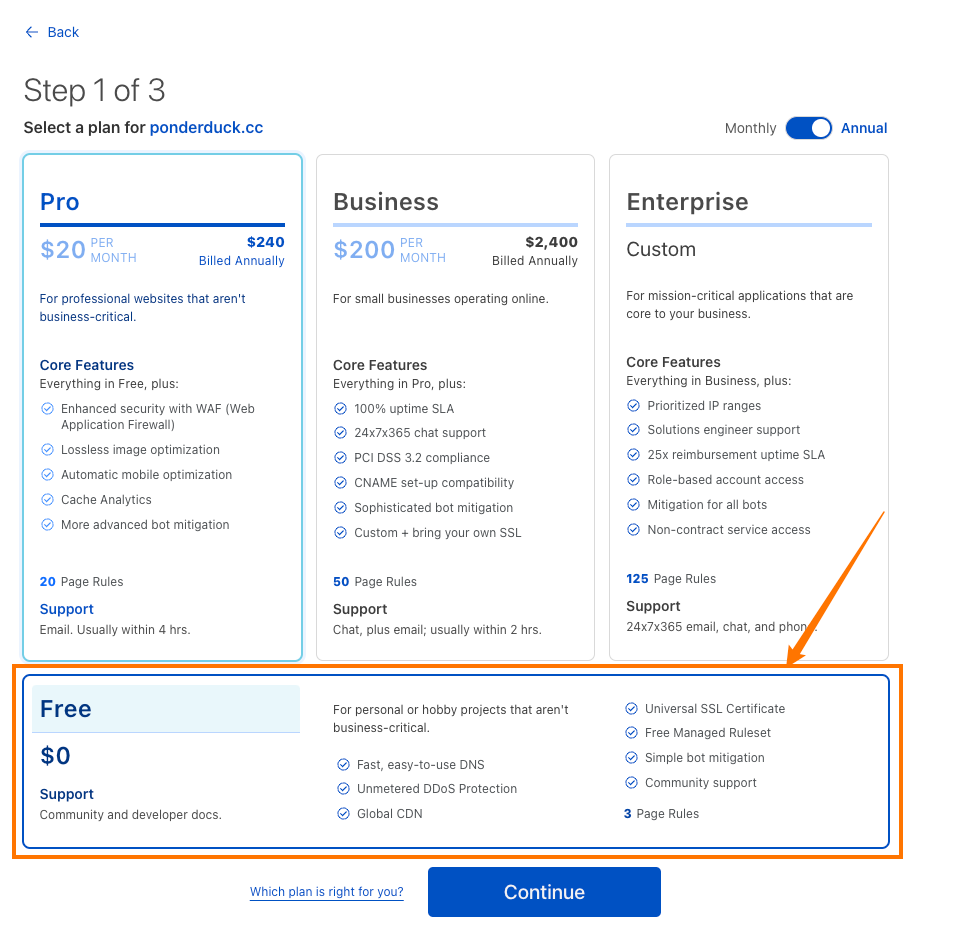 Back
Step 1 of 3
Select a plan for ponderduck.cc
Monthly
Annual
Pro
$20 PER MONTH
$240
Billed Annually
For professional websites that aren't
business-critical.
Core Features
Everything in Free, plus:
Enhanced security with WAF (Web
Application Firewall)
Lossless image optimization
Automatic mobile optimization
Cache Analytics
More advanced bot mitigation
20 Page Rules
Support
Email. Usually within 4 hrs.
Business
$200 PER MONTH
$2,400
Billed Annually
For small businesses operating online.
Core Features
Everything in Pro, plus:
100% uptime SLA
24x7x365 chat support
PCI DSS 3.2 compliance
CNAME set-up compatibility
Sophisticated bot mitigation
Custom + bring your own SSL
50 Page Rules
Support
Chat, plus email; usually within 2 hrs.
Enterprise
Custom
For mission-critical applications that are
core to your business.
Core Features
Everything in Business, plus:
Prioritized IP ranges
Solutions engineer support
25x reimbursement uptime SLA
Role-based account access
Mitigation for all bots
Non-contract service access
125 Page Rules
Support
24x7x365 email, chat, and phone.
Free
$0
Support
Community and developer docs.
For personal or hobby projects that aren't
business-critical.
Fast, easy-to-use DNS
Unmetered DDoS Protection
Global CDN
Universal SSL Certificate
Free Managed Ruleset
Simple bot mitigation
Community support
3 Page Rules
Which plan is right for you?
Continue